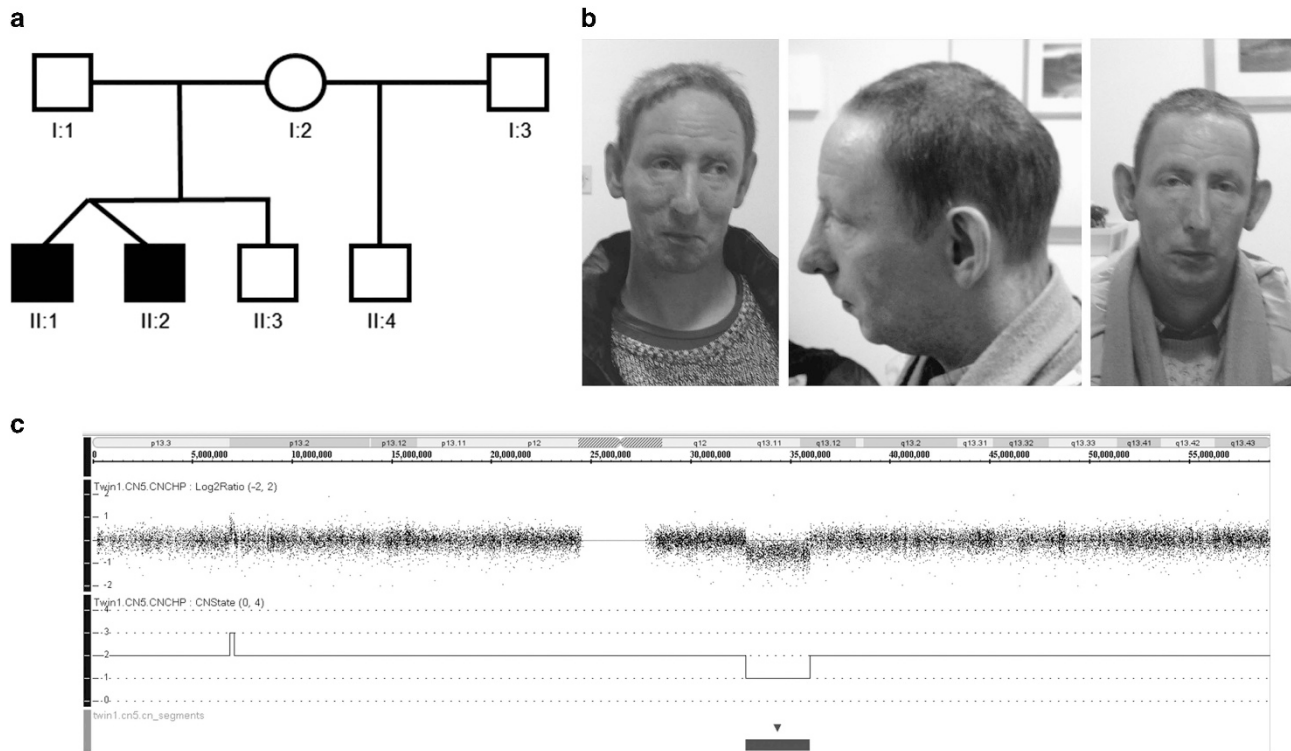 a
b
I:1
I:2
I:3
II:1
II:2
II:3
II:4
c
p13.3 p13.2 p13.12 p13.11 p12 q12 q13.11 q13.12 q13.2 q13.31 q13.32 q13.33 q13.41 q13.42 q13.43
0 5,000,000 10,000,000 15,000,000 20,000,000 25,000,000 30,000,000 35,000,000 40,000,000 45,000,000 50,000,000 55,000,000
Twin1.CN5.CNCHP : Log2Ratio (-2, 2)
2
1
0
-1
-2
Twin1.CN5.CNCHP : CNState (0, 4)
4
3
2
1
0
twin1.cn5.cn_segments